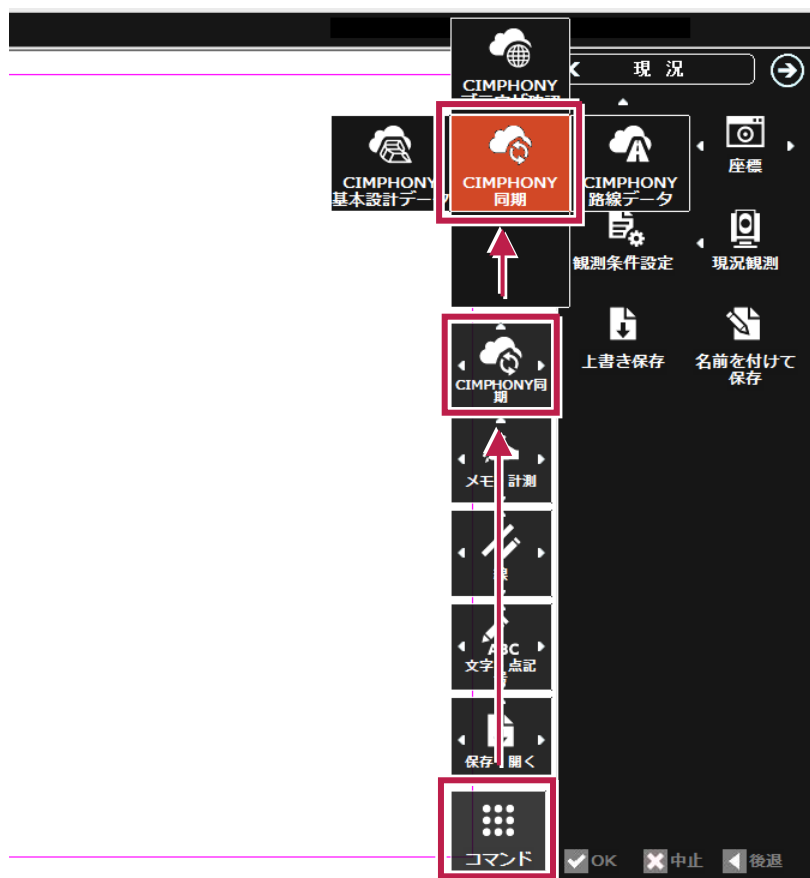 CIMPHONY
現況
CIMPHONY
基本設計データ
CIMPHONY
同期
CIMPHONY
路線データ
座標
観測条件設定
現況観測
CIMPHONY同
期
上書き保存
名前を付けて
保存
計測
ABC
文字
点記
保存
開く
コマンド
OK
中止
後退